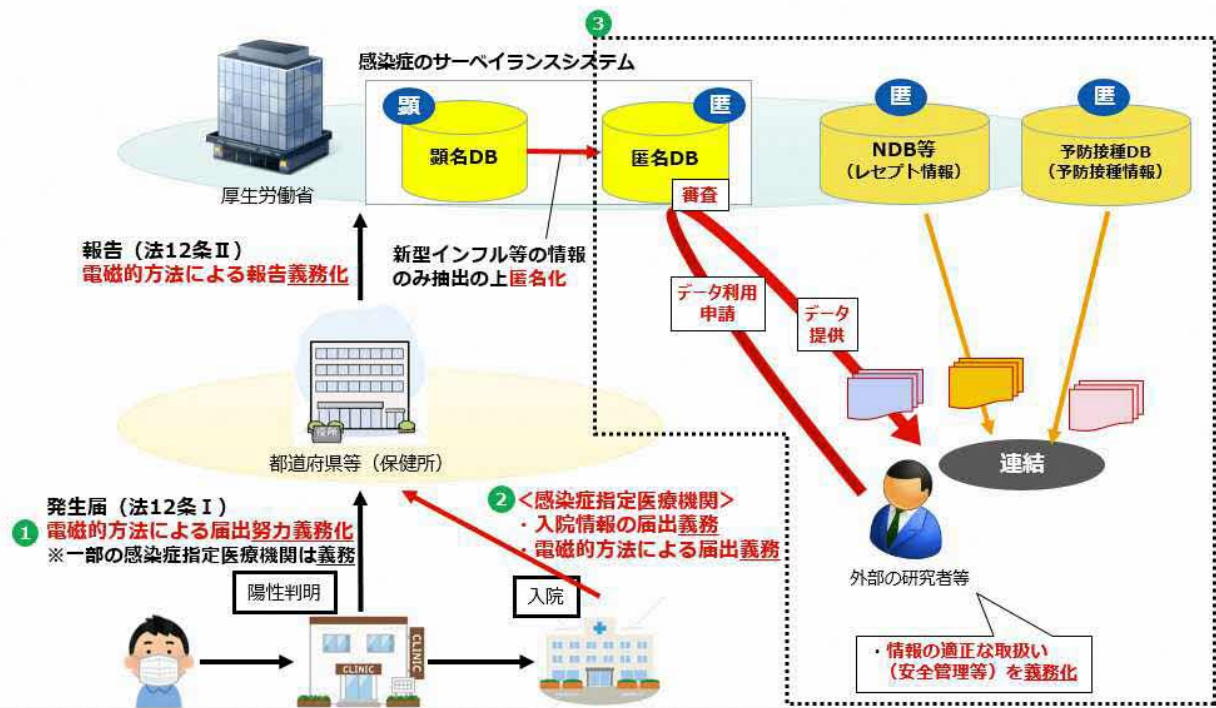 3
感染症のサーベイランスシステム
顕
匿
匿
匿
顕名DB
匿名DB
NDB等
(レセプト情報)
予防接種DB
(予防接種情報)
厚生労働省
審査
報告(法12条Ⅱ)
電磁的方法による報告義務化
新型インフル等の情報
のみ抽出の上匿名化
データ利用
申請
データ
提供
役所
都道府県等(保健所)
連結
発生届(法12条Ⅰ)
1 電磁的方法による届出努力義務化
※一部の感染症指定医療機関は義務
2 <感染症指定医療機関>
・入院情報の届出義務
・電磁的方法による届出義務
外部の研究者等
陽性判明
入院
CLINIC
CLINIC
・情報の適正な取扱い
(安全管理等)を義務化